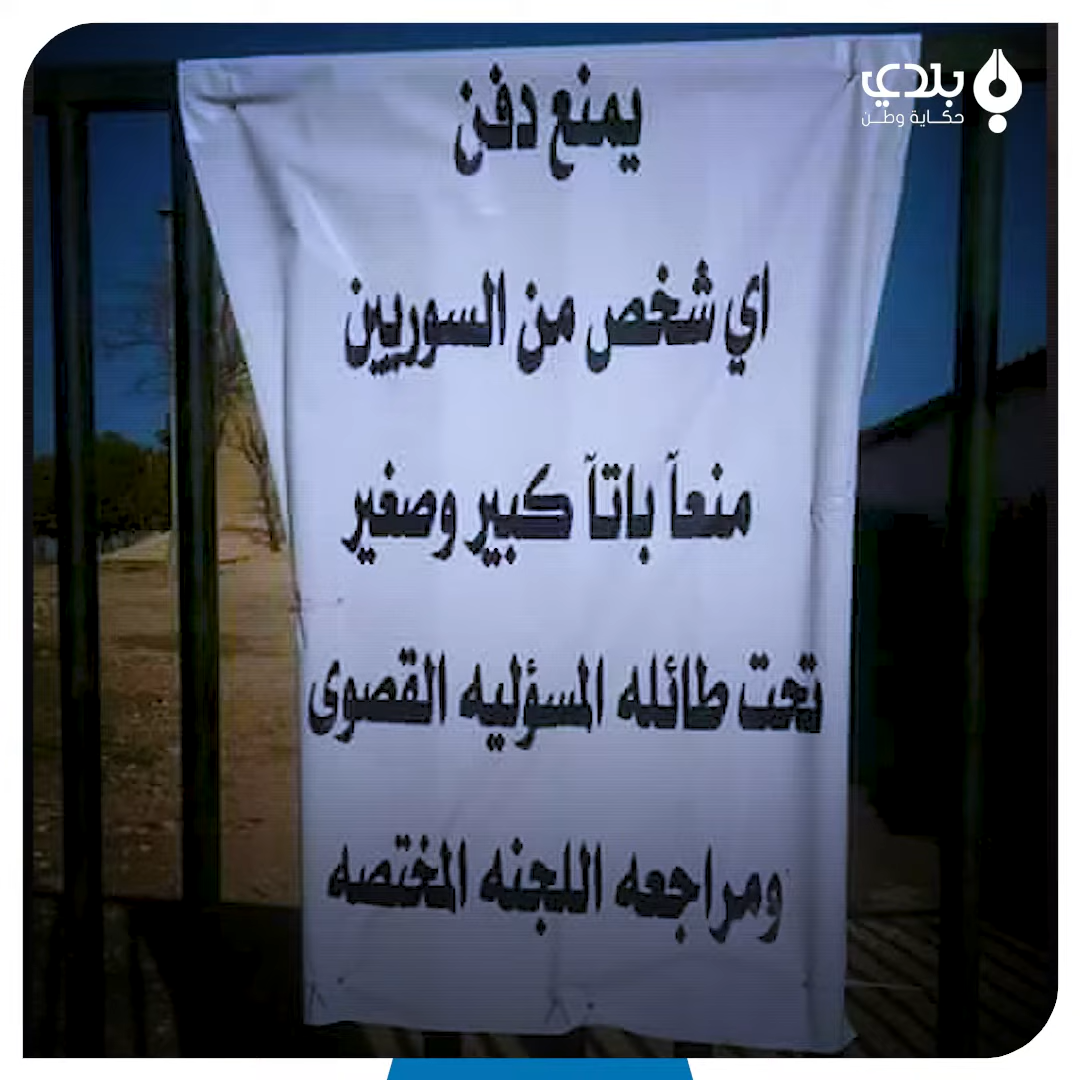 بلدي
حكاية وطن
يمنع دفن
اي شخص من السوريين
منعآ باتآ كبير وصغير
تحت طائله المسؤليه القصوى
ومراجعه اللجنه المختصه